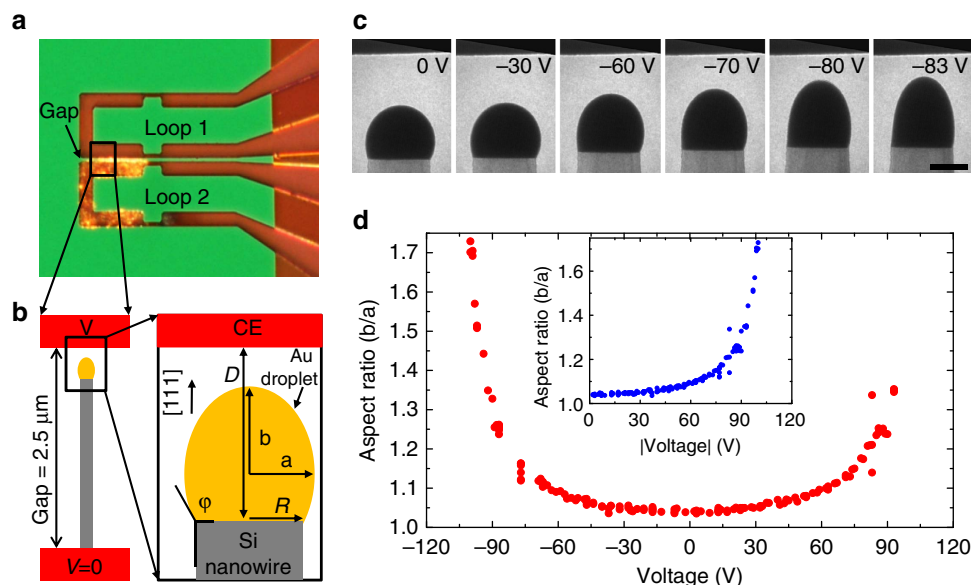 a
Gap
Loop 1
Loop 2
b
V
Gap = 2.5 μm
V=0
CE
D
Au
droplet
[111]
b
a
φ
R
Si
nanowire
c
0 V
–30 V
–60 V
–70 V
–80 V
–83 V
d
Aspect ratio (b/a)
1.7
1.6
1.5
1.4
1.3
1.2
1.1
1.0
–120
–90
–60
–30
0
30
60
90
120
Voltage (V)
Aspect ratio (b/a)
1.6
1.4
1.2
1.0
0
30
60
90
120
|Voltage| (V)